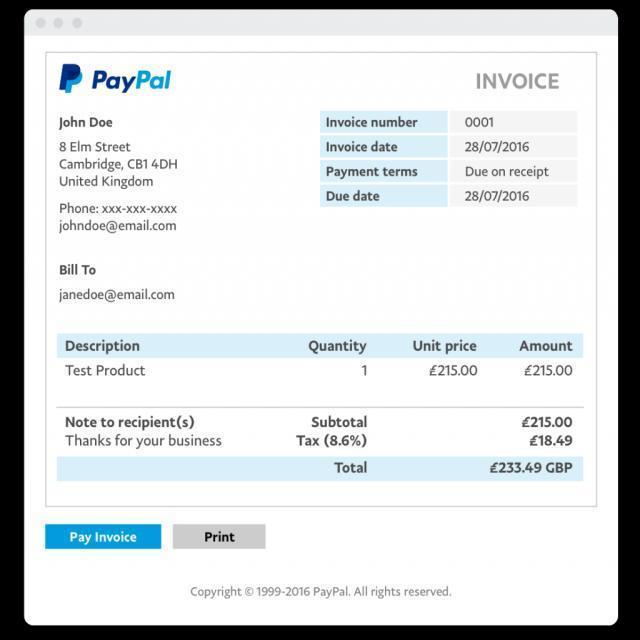 PayPal
INVOICE
John Doe
8 Elm Street
Cambridge, CB1 4DH
United Kingdom
Phone: xxx-xxx-xxxx
johndoe@email.com
Invoice number 0001
Invoice date 28/07/2016
Payment terms Due on receipt
Due date 28/07/2016
Bill To
janedoe@email.com
Description Quantity Unit price Amount
Test Product 1 £215.00 £215.00
Note to recipient(s) Subtotal £215.00
Thanks for your business Tax (8.6%) £18.49
Total £233.49 GBP
Pay Invoice Print
Copyright © 1999-2016 PayPal. All rights reserved.